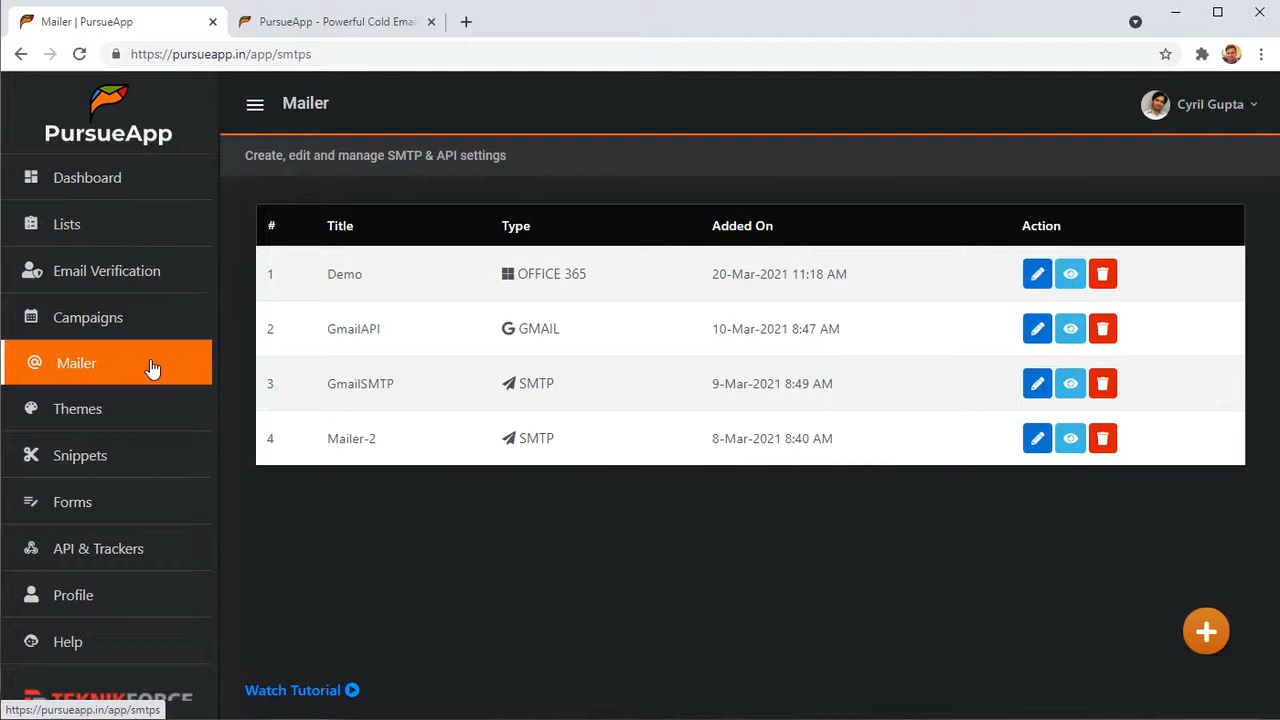 Mailer | PursueApp
PursueApp - Powerful Cold Emai
https://pursueapp.in/app/smtps
PursueApp
Mailer
Cyril Gupta
Create, edit and manage SMTP & API settings
Dashboard
Lists
Email Verification
Campaigns
Mailer
Themes
Snippets
Forms
API & Trackers
Profile
Help
TEKNIKFORCE
# Title Type Added On Action
1 Demo OFFICE 365 20-Mar-2021 11:18 AM
2 GmailAPI GMAIL 10-Mar-2021 8:47 AM
3 GmailSMTP SMTP 9-Mar-2021 8:49 AM
4 Mailer-2 SMTP 8-Mar-2021 8:40 AM
Watch Tutorial
https://pursueapp.in/app/smtps